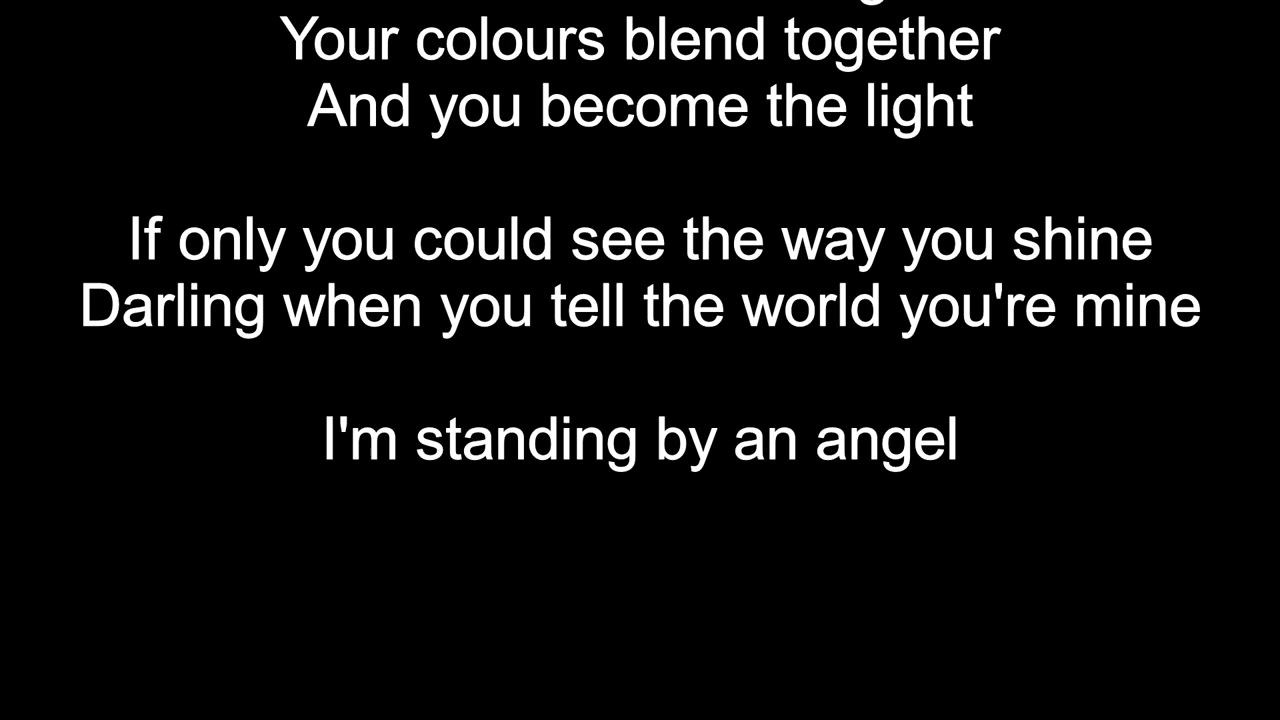 Your colours blend together
And you become the light
If only you could see the way you shine
Darling when you tell the world you're mine
I'm standing by an angel